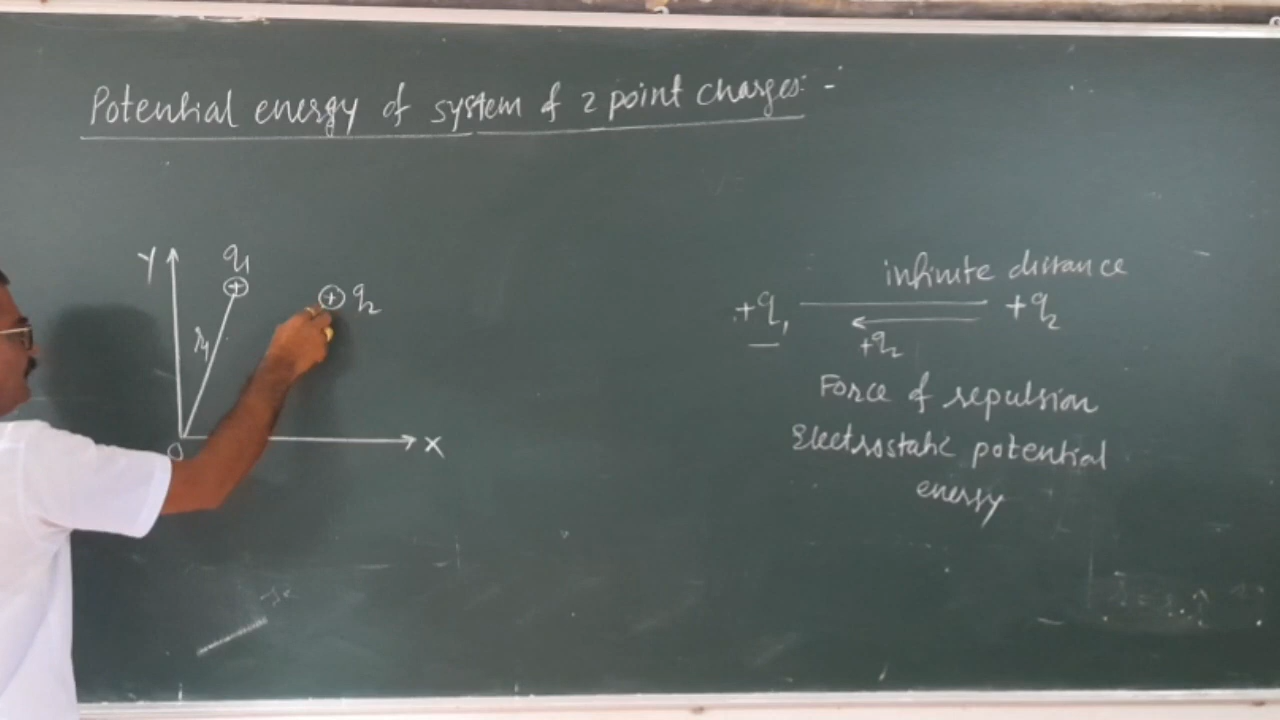 Potential energy of system of 2 point charges: -
Y
q1
+
+ q2
r1
O
X
infinite distance
+q1
+q2
+q2
Force of repulsion
Electrostatic potential
energy